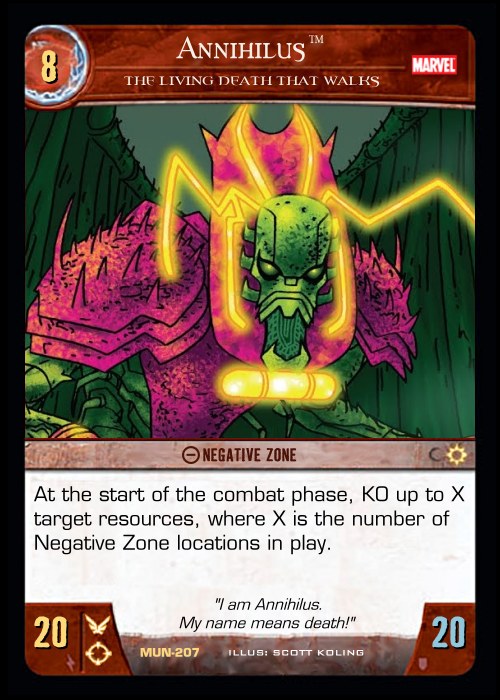 8
ANNIHILUS™
THE LIVING DEATH THAT WALKS
MARVEL
NEGATIVE ZONE
At the start of the combat phase, KO up to X
target resources, where X is the number of
Negative Zone locations in play.
"I am Annihilus.
My name means death!"
20
MUN-207
ILLUS: SCOTT KOLING
20